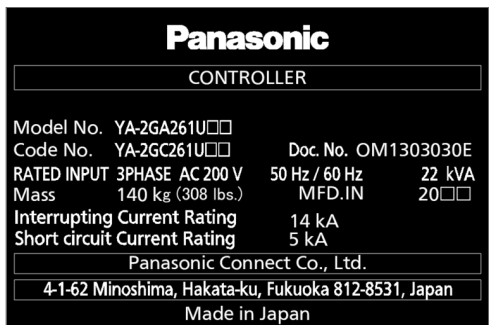 Panasonic
CONTROLLER
Model No. YA-2GA261U□□
Code No. YA-2GC261U□□ Doc. No. OM1303030E
RATED INPUT 3PHASE AC 200 V 50 Hz / 60 Hz 22 kVA
Mass 140 kg (308 lbs.) MFD.IN 20□□
Interrupting Current Rating 14 kA
Short circuit Current Rating 5 kA
Panasonic Connect Co., Ltd.
4-1-62 Minoshima, Hakata-ku, Fukuoka 812-8531, Japan
Made in Japan